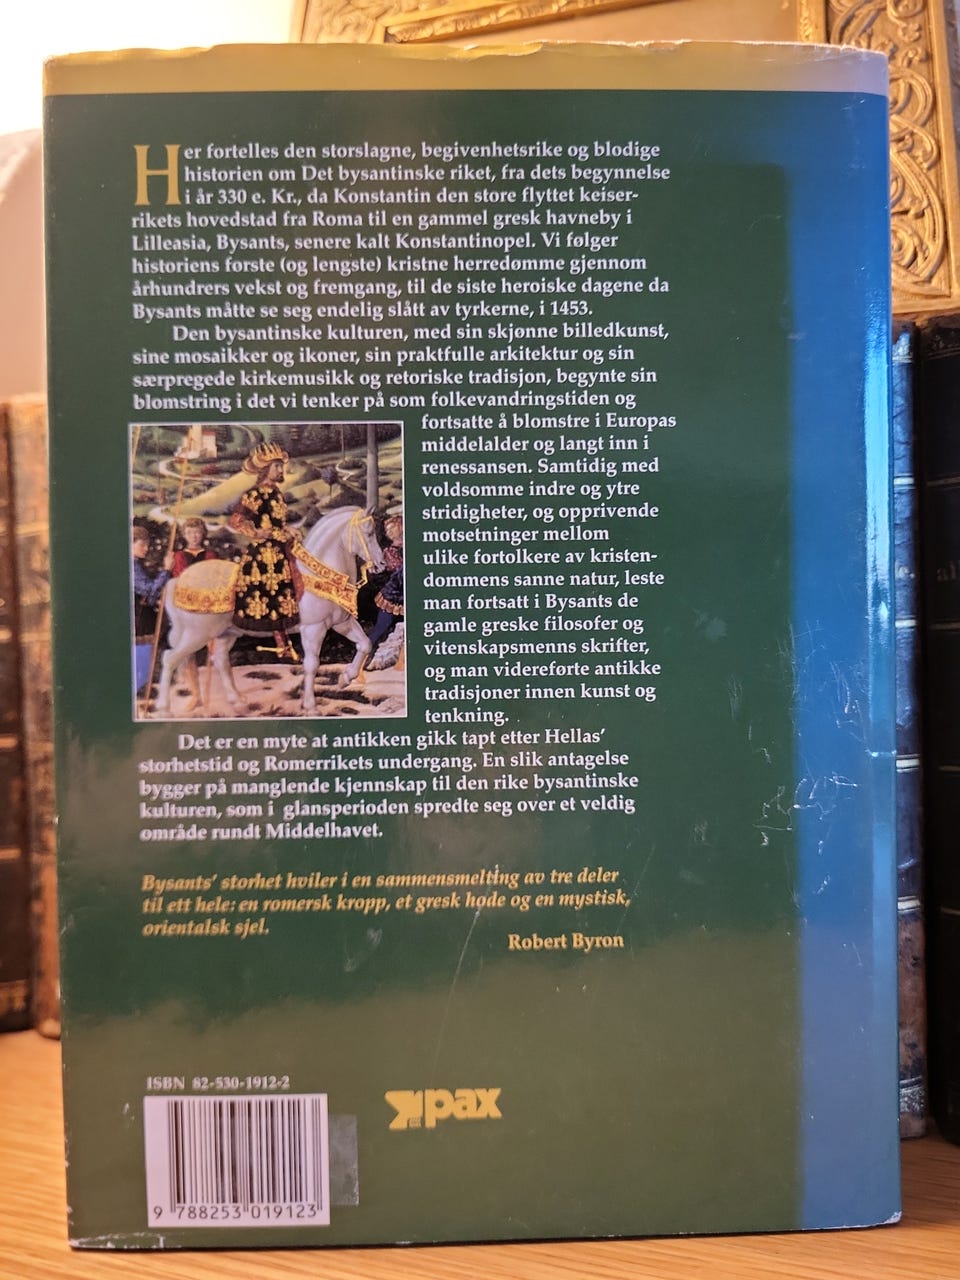 Her fortelles den storslagne, begivenhetsrike og blodige
historien om Det bysantinske riket, fra dets begynnelse
i år 330 e. Kr., da Konstantin den store flyttet keiser-
rikets hovedstad fra Roma til en gammel gresk havneby i
Lilleasia, Bysants, senere kalt Konstantinopel. Vi følger
historiens første (og lengste) kristne herredømme gjennom
århundrers vekst og fremgang, til de siste heroiske dagene da
Bysants måtte se seg endelig slått av tyrkerne, i 1453.
Den bysantinske kulturen, med sin skjønne billedkunst,
sine mosaikker og ikoner, sin praktfulle arkitektur og sin
særpregede kirkemusikk og retoriske tradisjon, begynte sin
blomstring i det vi tenker på som folkevandringstiden og
fortsatte å blomstre i Europas
middelalder og langt inn i
renessansen. Samtidig med
voldsomme indre og ytre
stridigheter, og opprivende
motsetninger mellom
ulike fortolkere av kristen-
dommens sanne natur, leste
man fortsatt i Bysants de
gamle greske filosofer og
vitenskapsmenns skrifter,
og man videreførte antikke
tradisjoner innen kunst og
tenkning.
Det er en myte at antikken gikk tapt etter Hellas'
storhetstid og Romerrikets undergang. En slik antagelse
bygger på manglende kjennskap til den rike bysantinske
kulturen, som i glansperioden spredte seg over et veldig
område rundt Middelhavet.
Bysants' storhet hviler i en sammensmelting av tre deler
til ett hele: en romersk kropp, et gresk hode og en mystisk,
orientalsk sjel.
Robert Byron
ISBN 82-530-1912-2
pax
9 788253 019123